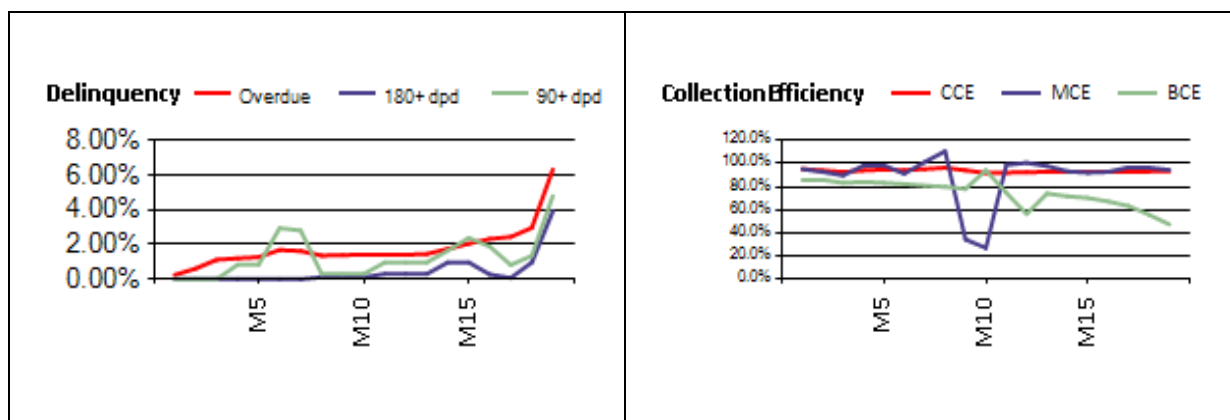 Delinquency Overdue 180+ dpd 90+ dpd
8.00%
6.00%
4.00%
2.00%
0.00%
M5
M10
M15
Collection Efficiency CCE MCE BCE
120.0%
100.0%
80.0%
60.0%
40.0%
20.0%
0.0%
M5
M10
M15